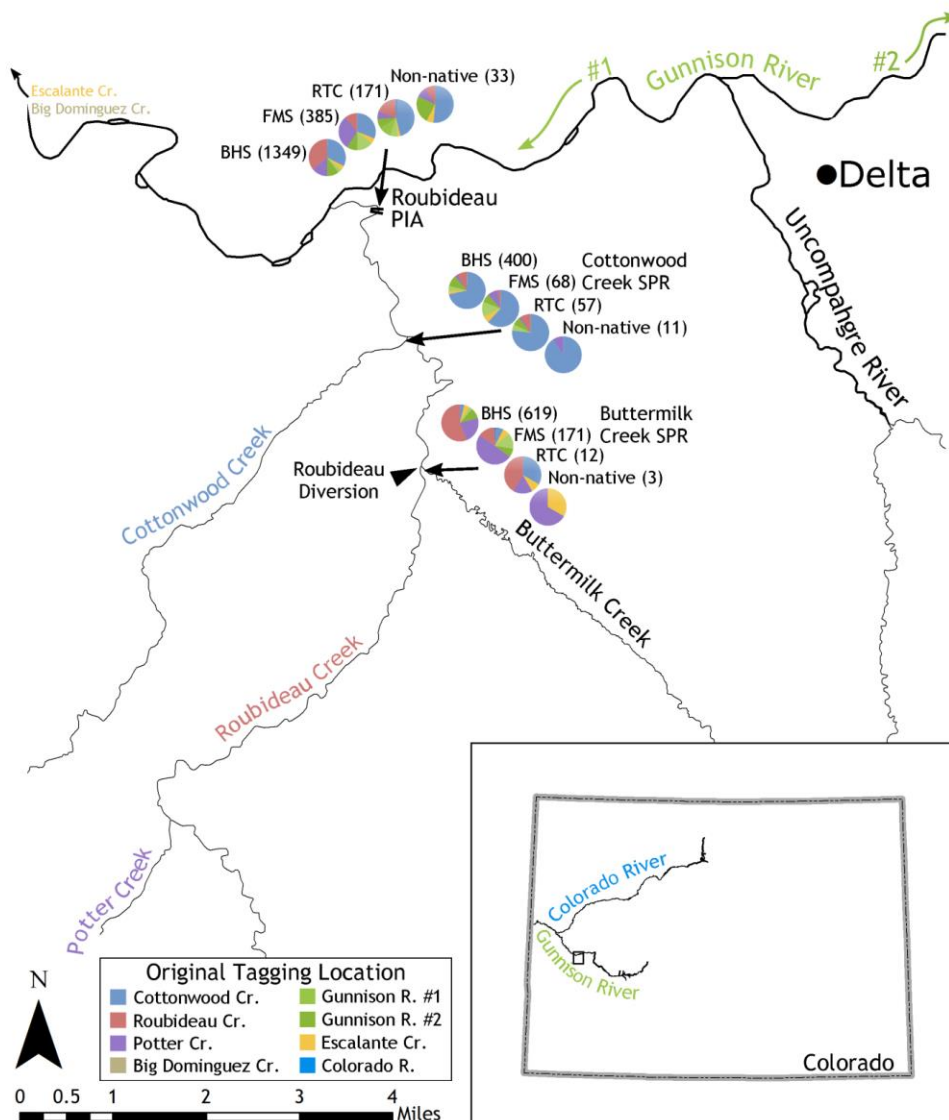 #1
Gunnison River
#2
Escalante Cr.
Big Dominguez Cr.
Non-native (33)
RTC (171)
FMS (385)
BHS (1349)
Roubideau
PIA
Delta
Uncompahgre River
BHS (400)
FMS (68)
RTC (57)
Non-native (11)
Cottonwood
Creek SPR
BHS (619)
FMS (171)
RTC (12)
Non-native (3)
Buttermilk
Creek SPR
Roubideau
Diversion
Cottonwood Creek
Buttermilk Creek
Roubideau Creek
Potter Creek
N
Original Tagging Location
Cottonwood Cr.
Roubideau Cr.
Potter Cr.
Big Dominguez Cr.
Gunnison R. #1
Gunnison R. #2
Escalante Cr.
Colorado R.
0 0.5 1 2 3 4
Miles
Colorado River
Gunnison River
Colorado